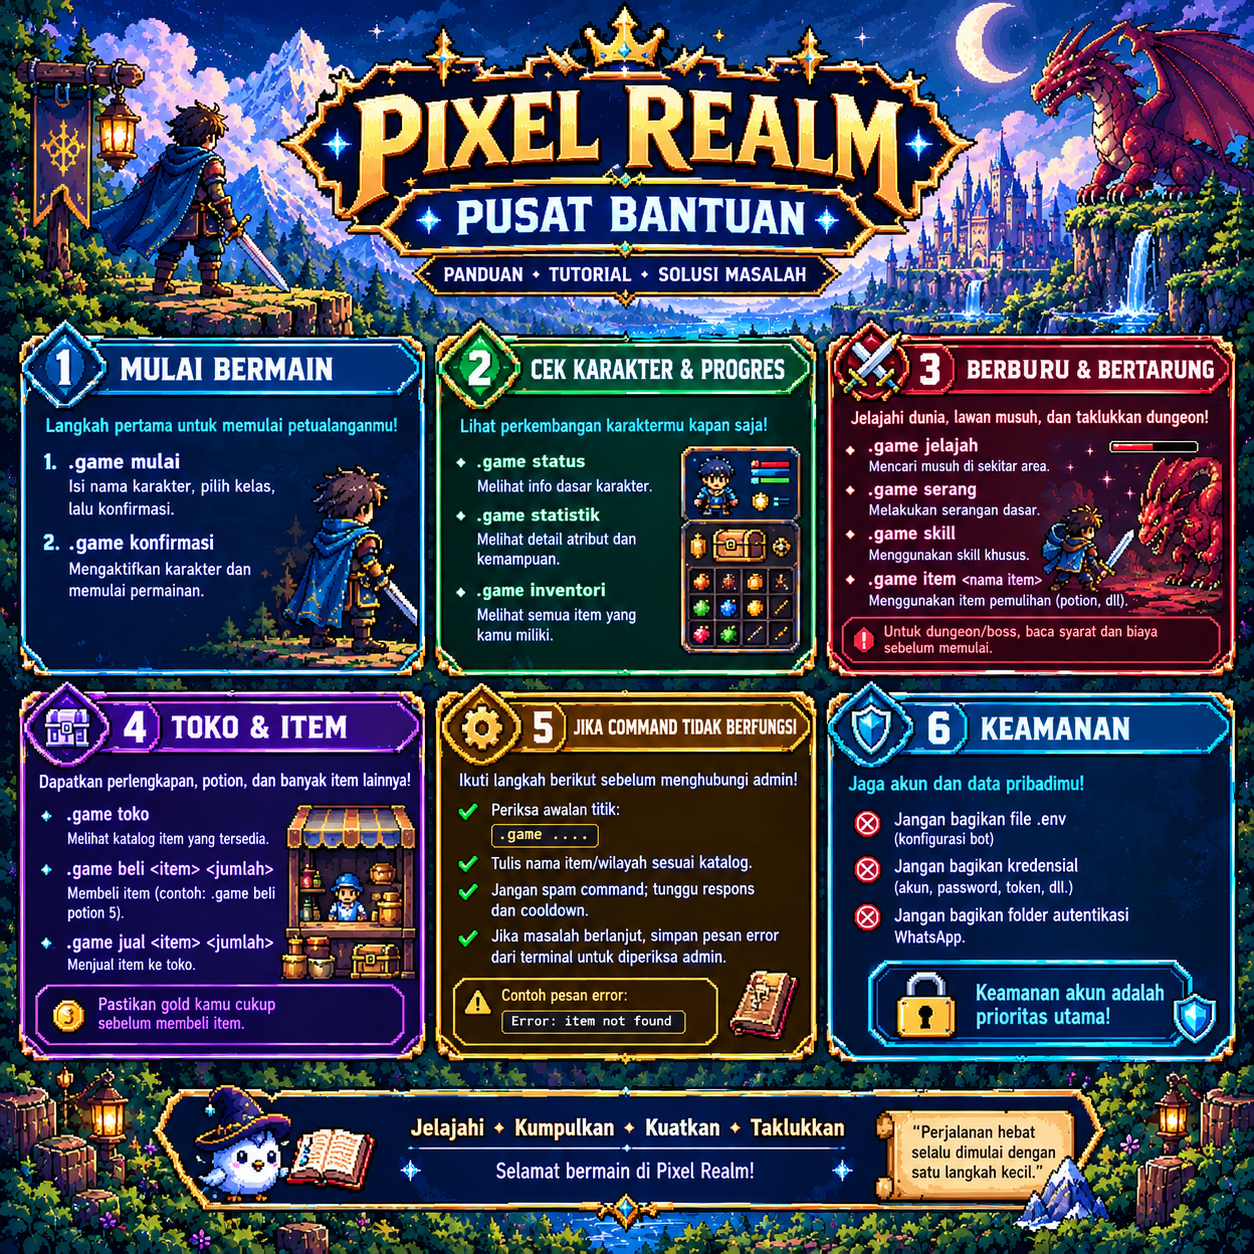 PIXEL REALM
PUSAT BANTUAN
PANDUAN • TUTORIAL • SOLUSI MASALAH
1 MULAI BERMAIN
Langkah pertama untuk memulai petualanganmu!
1. .game mulai
Isi nama karakter, pilih kelas,
lalu konfirmasi.
2. .game konfirmasi
Mengaktifkan karakter dan
memulai permainan.
2 CEK KARAKTER & PROGRES
Lihat perkembangan karaktermu kapan saja!
.game status
Melihat info dasar karakter.
.game statistik
Melihat detail atribut dan
kemampuan.
.game inventori
Melihat semua item yang
kamu miliki.
3 BERBURU & BERTARUNG
Jelajahi dunia, lawan musuh, dan taklukkan dungeon!
.game jelajah
Mencari musuh di sekitar area.
.game serang
Melakukan serangan dasar.
.game skill
Menggunakan skill khusus.
.game item <nama item>
Menggunakan item pemulihan (potion, dll).
Untuk dungeon/boss, baca syarat dan biaya
sebelum memulai.
4 TOKO & ITEM
Dapatkan perlengkapan, potion, dan banyak item lainnya!
.game toko
Melihat katalog item yang tersedia.
.game beli <item> <jumlah>
Membeli item (contoh: .game beli
potion 5).
.game jual <item> <jumlah>
Menjual item ke toko.
Pastikan gold kamu cukup
sebelum membeli item.
5 JIKA COMMAND TIDAK BERFUNGSI
Ikuti langkah berikut sebelum menghubungi admin!
Periksa awalan titik:
.game ....
Tulis nama item/wilayah sesuai katalog.
Jangan spam command; tunggu respons
dan cooldown.
Jika masalah berlanjut, simpan pesan error
dari terminal untuk diperiksa admin.
Contoh pesan error:
Error: item not found
6 KEAMANAN
Jaga akun dan data pribadimu!
Jangan bagikan file .env
(konfigurasi bot)
Jangan bagikan kredensial
(akun, password, token, dll.)
Jangan bagikan folder autentikasi
WhatsApp.
Keamanan akun adalah
prioritas utama!
Jelajahi • Kumpulkan • Kuatkan • Taklukkan
Selamat bermain di Pixel Realm!
“Perjalanan hebat
selalu dimulai dengan
satu langkah kecil.”